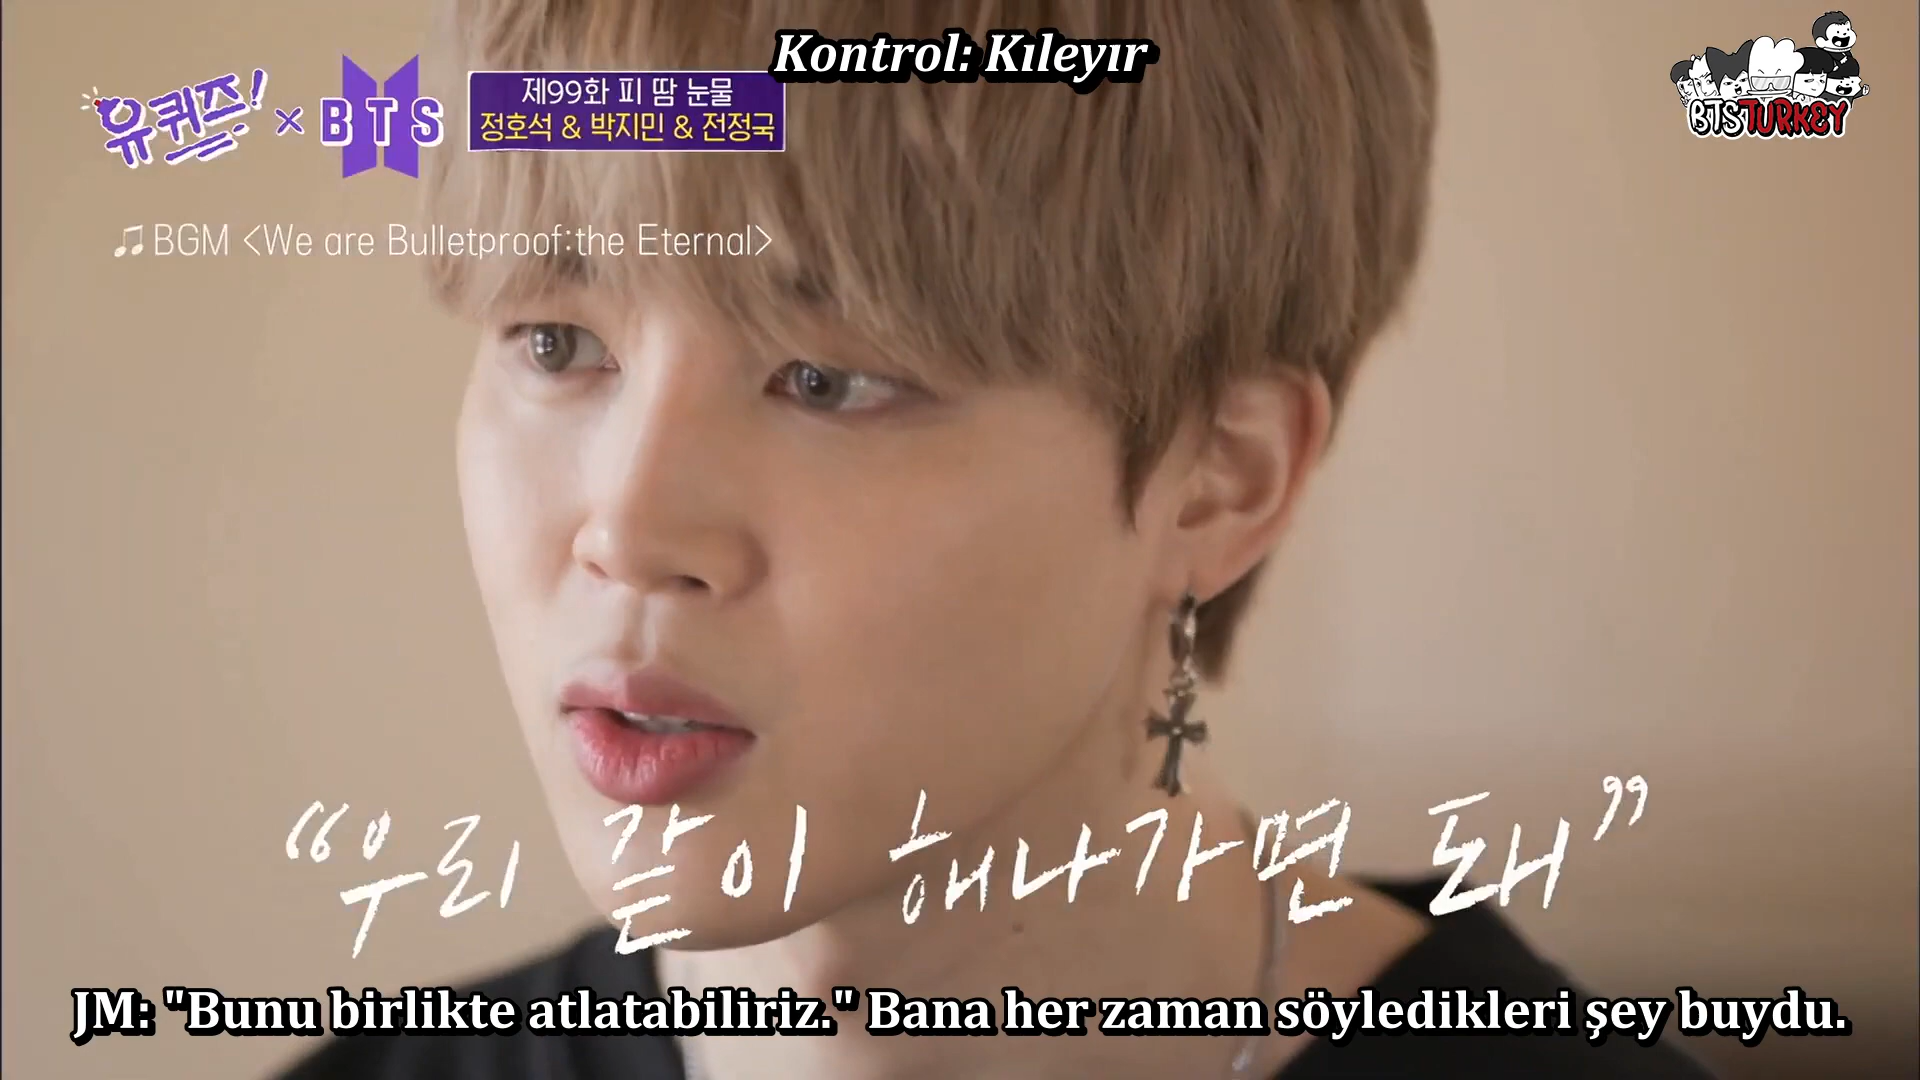 Kontrol: Kıleyır
유퀴즈! × BTS
제99화 피 땀 눈물
정호석 & 박지민 & 전정국
BTSTURKEY
♫ BGM <We are Bulletproof:the Eternal>
“우리 같이 해나가면 돼”
JM: "Bunu birlikte atlatabiliriz." Bana her zaman söyledikleri şey buydu.